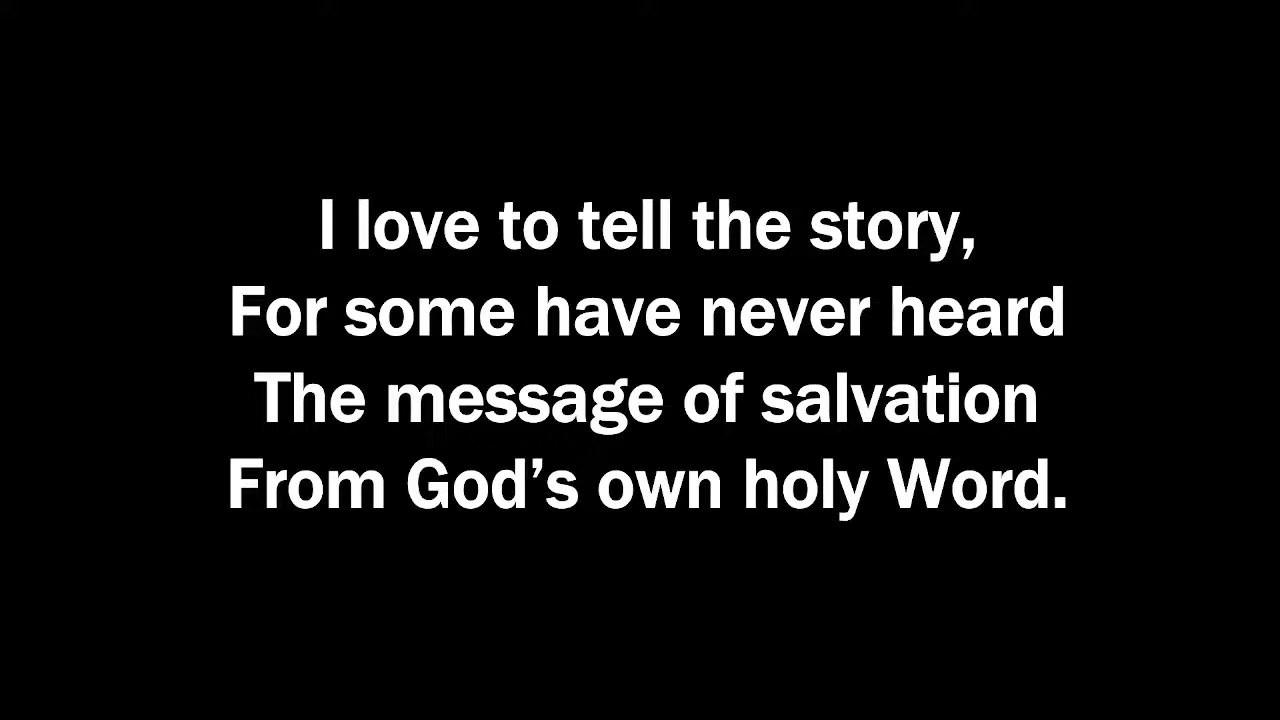 I love to tell the story,
For some have never heard
The message of salvation
From God’s own holy Word.